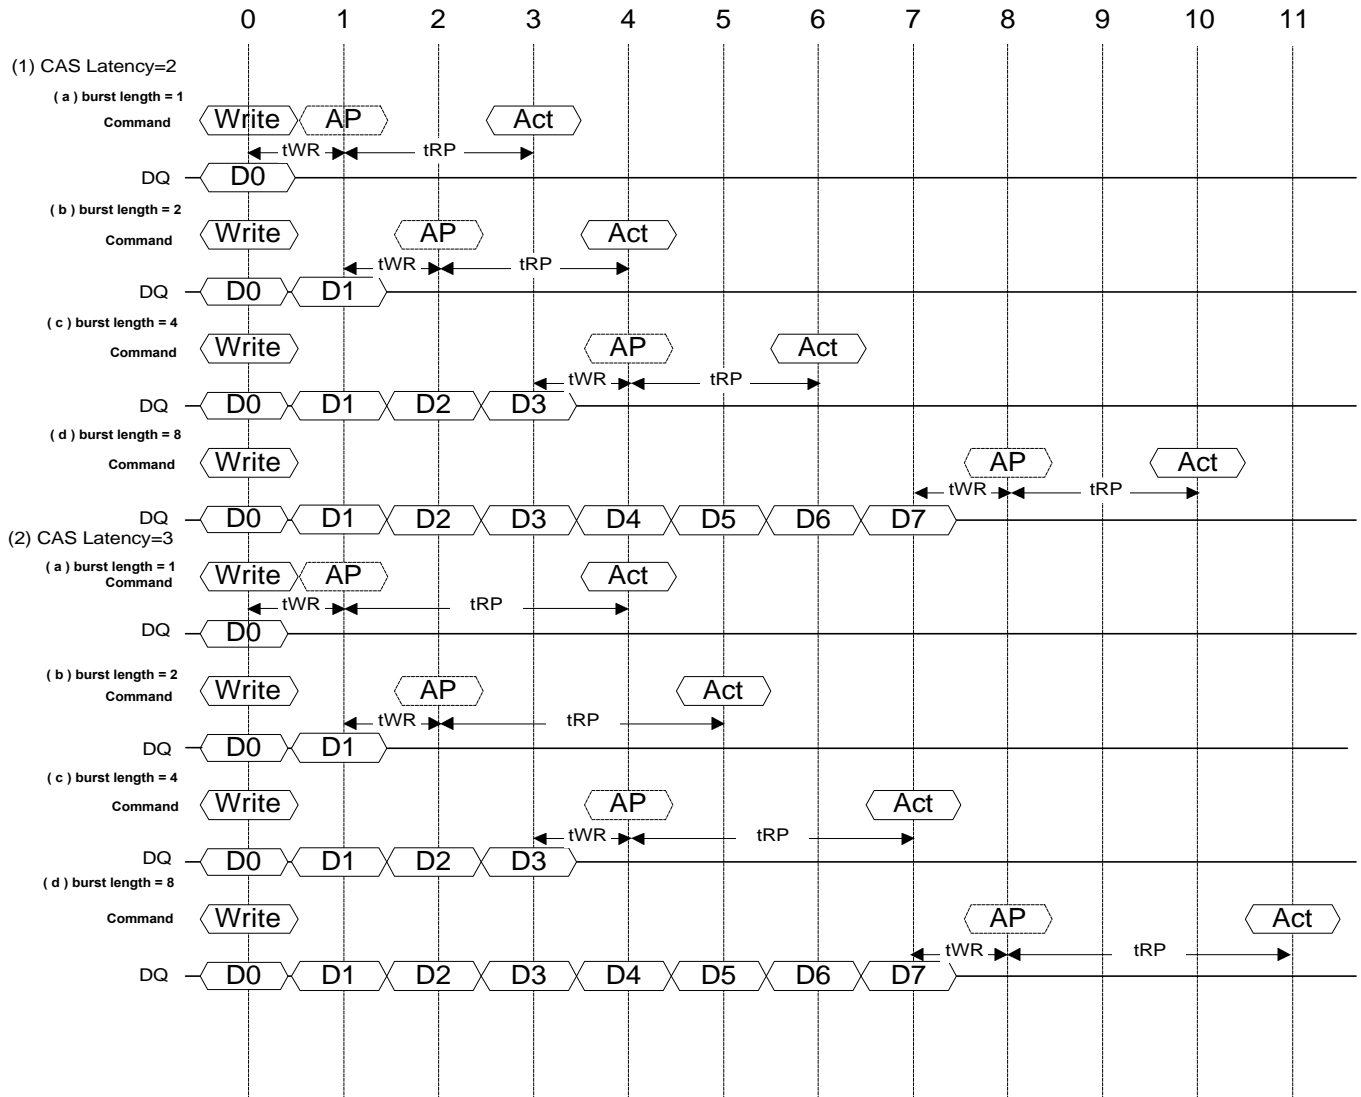 0 1 2 3 4 5 6 7 8 9 10 11
(1) CAS Latency=2
( a ) burst length = 1
Command Write AP Act
tWR tRP
DQ D0
( b ) burst length = 2
Command Write AP Act
tWR tRP
DQ D0 D1
( c ) burst length = 4
Command Write AP Act
tWR tRP
DQ D0 D1 D2 D3
( d ) burst length = 8
Command Write AP Act
tWR tRP
DQ D0 D1 D2 D3 D4 D5 D6 D7
(2) CAS Latency=3
( a ) burst length = 1
Command Write AP Act
tWR tRP
DQ D0
( b ) burst length = 2
Command Write AP Act
tWR tRP
DQ D0 D1
( c ) burst length = 4
Command Write AP Act
tWR tRP
DQ D0 D1 D2 D3
( d ) burst length = 8
Command Write AP Act
tWR tRP
DQ D0 D1 D2 D3 D4 D5 D6 D7